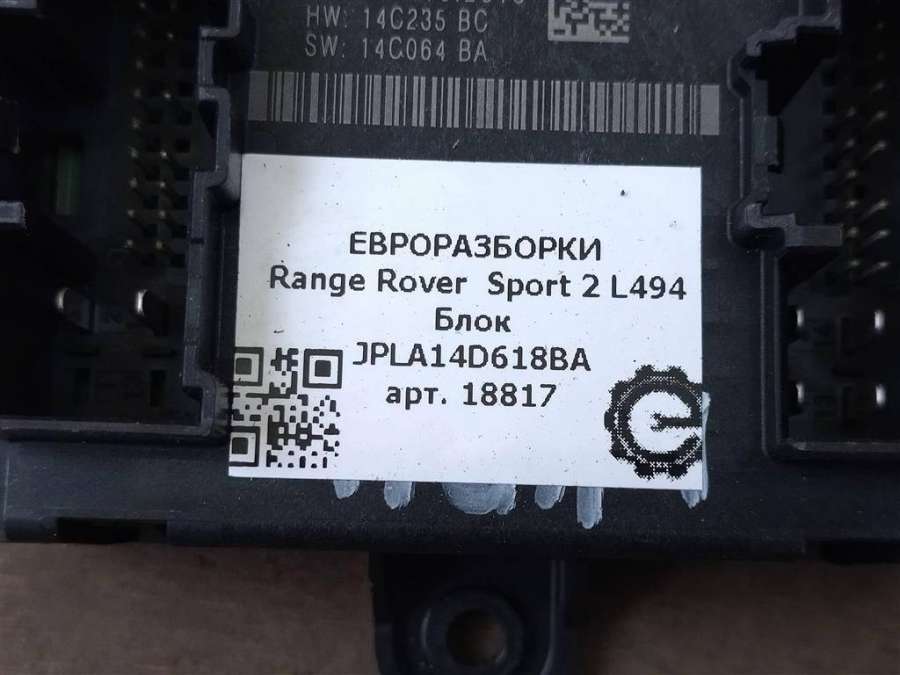 HW: 14C235 BC
SW: 14C064 BA
ЕВРОРАЗБОРКИ
Range Rover Sport 2 L494
Блок
JPLA14D618BA
арт. 18817